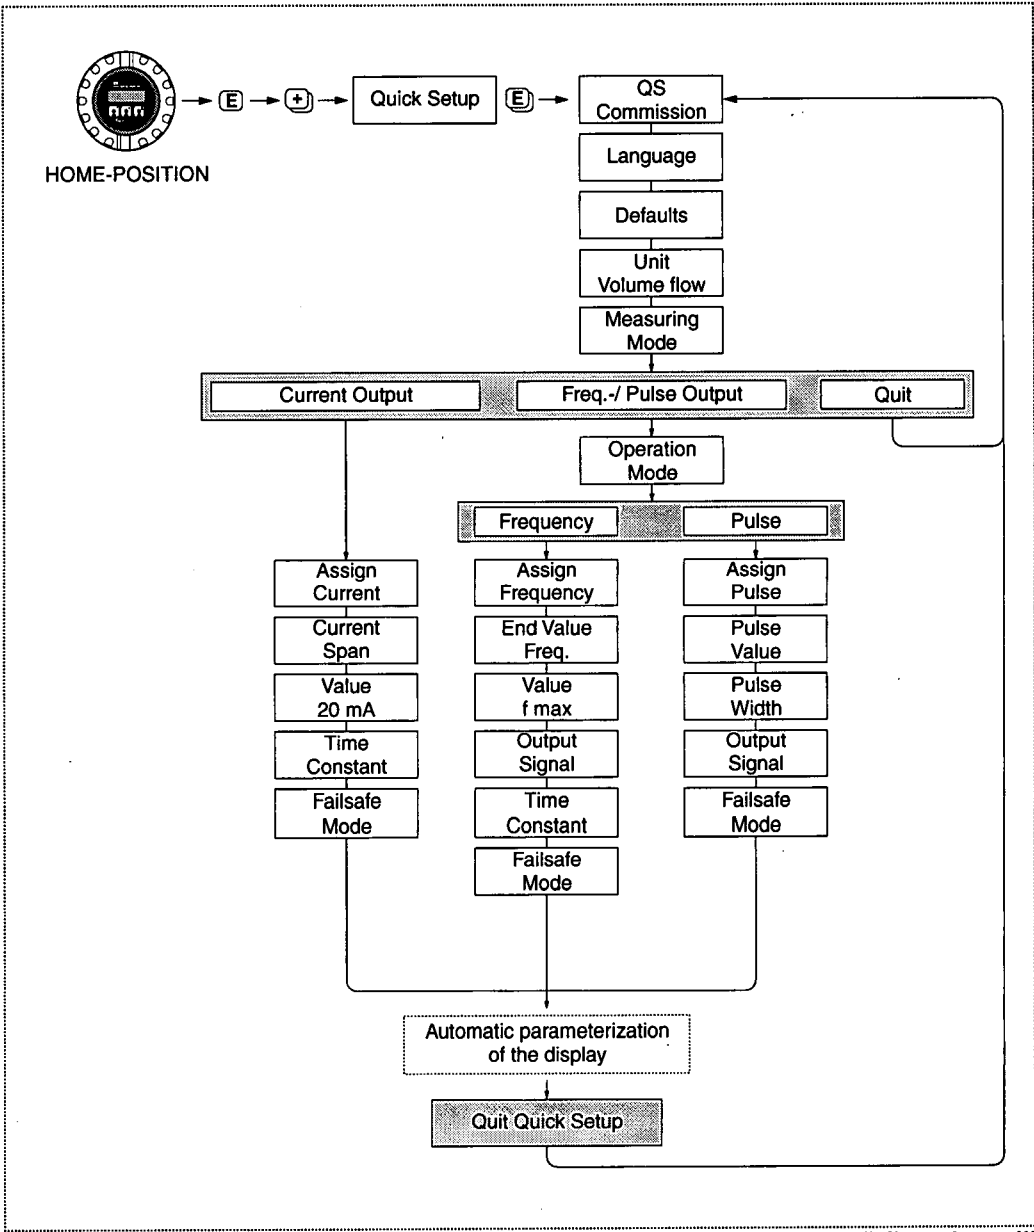 E
+
Quick Setup
E
QS
Commission
HOME-POSITION
Language
Defaults
Unit
Volume flow
Measuring
Mode
Current Output
Freq.-/ Pulse Output
Quit
Operation
Mode
Frequency
Pulse
Assign
Current
Current
Span
Value
20 mA
Time
Constant
Failsafe
Mode
Assign
Frequency
End Value
Freq.
Value
f max
Output
Signal
Time
Constant
Failsafe
Mode
Assign
Pulse
Pulse
Value
Pulse
Width
Output
Signal
Failsafe
Mode
Automatic parameterization
of the display
Quit Quick Setup